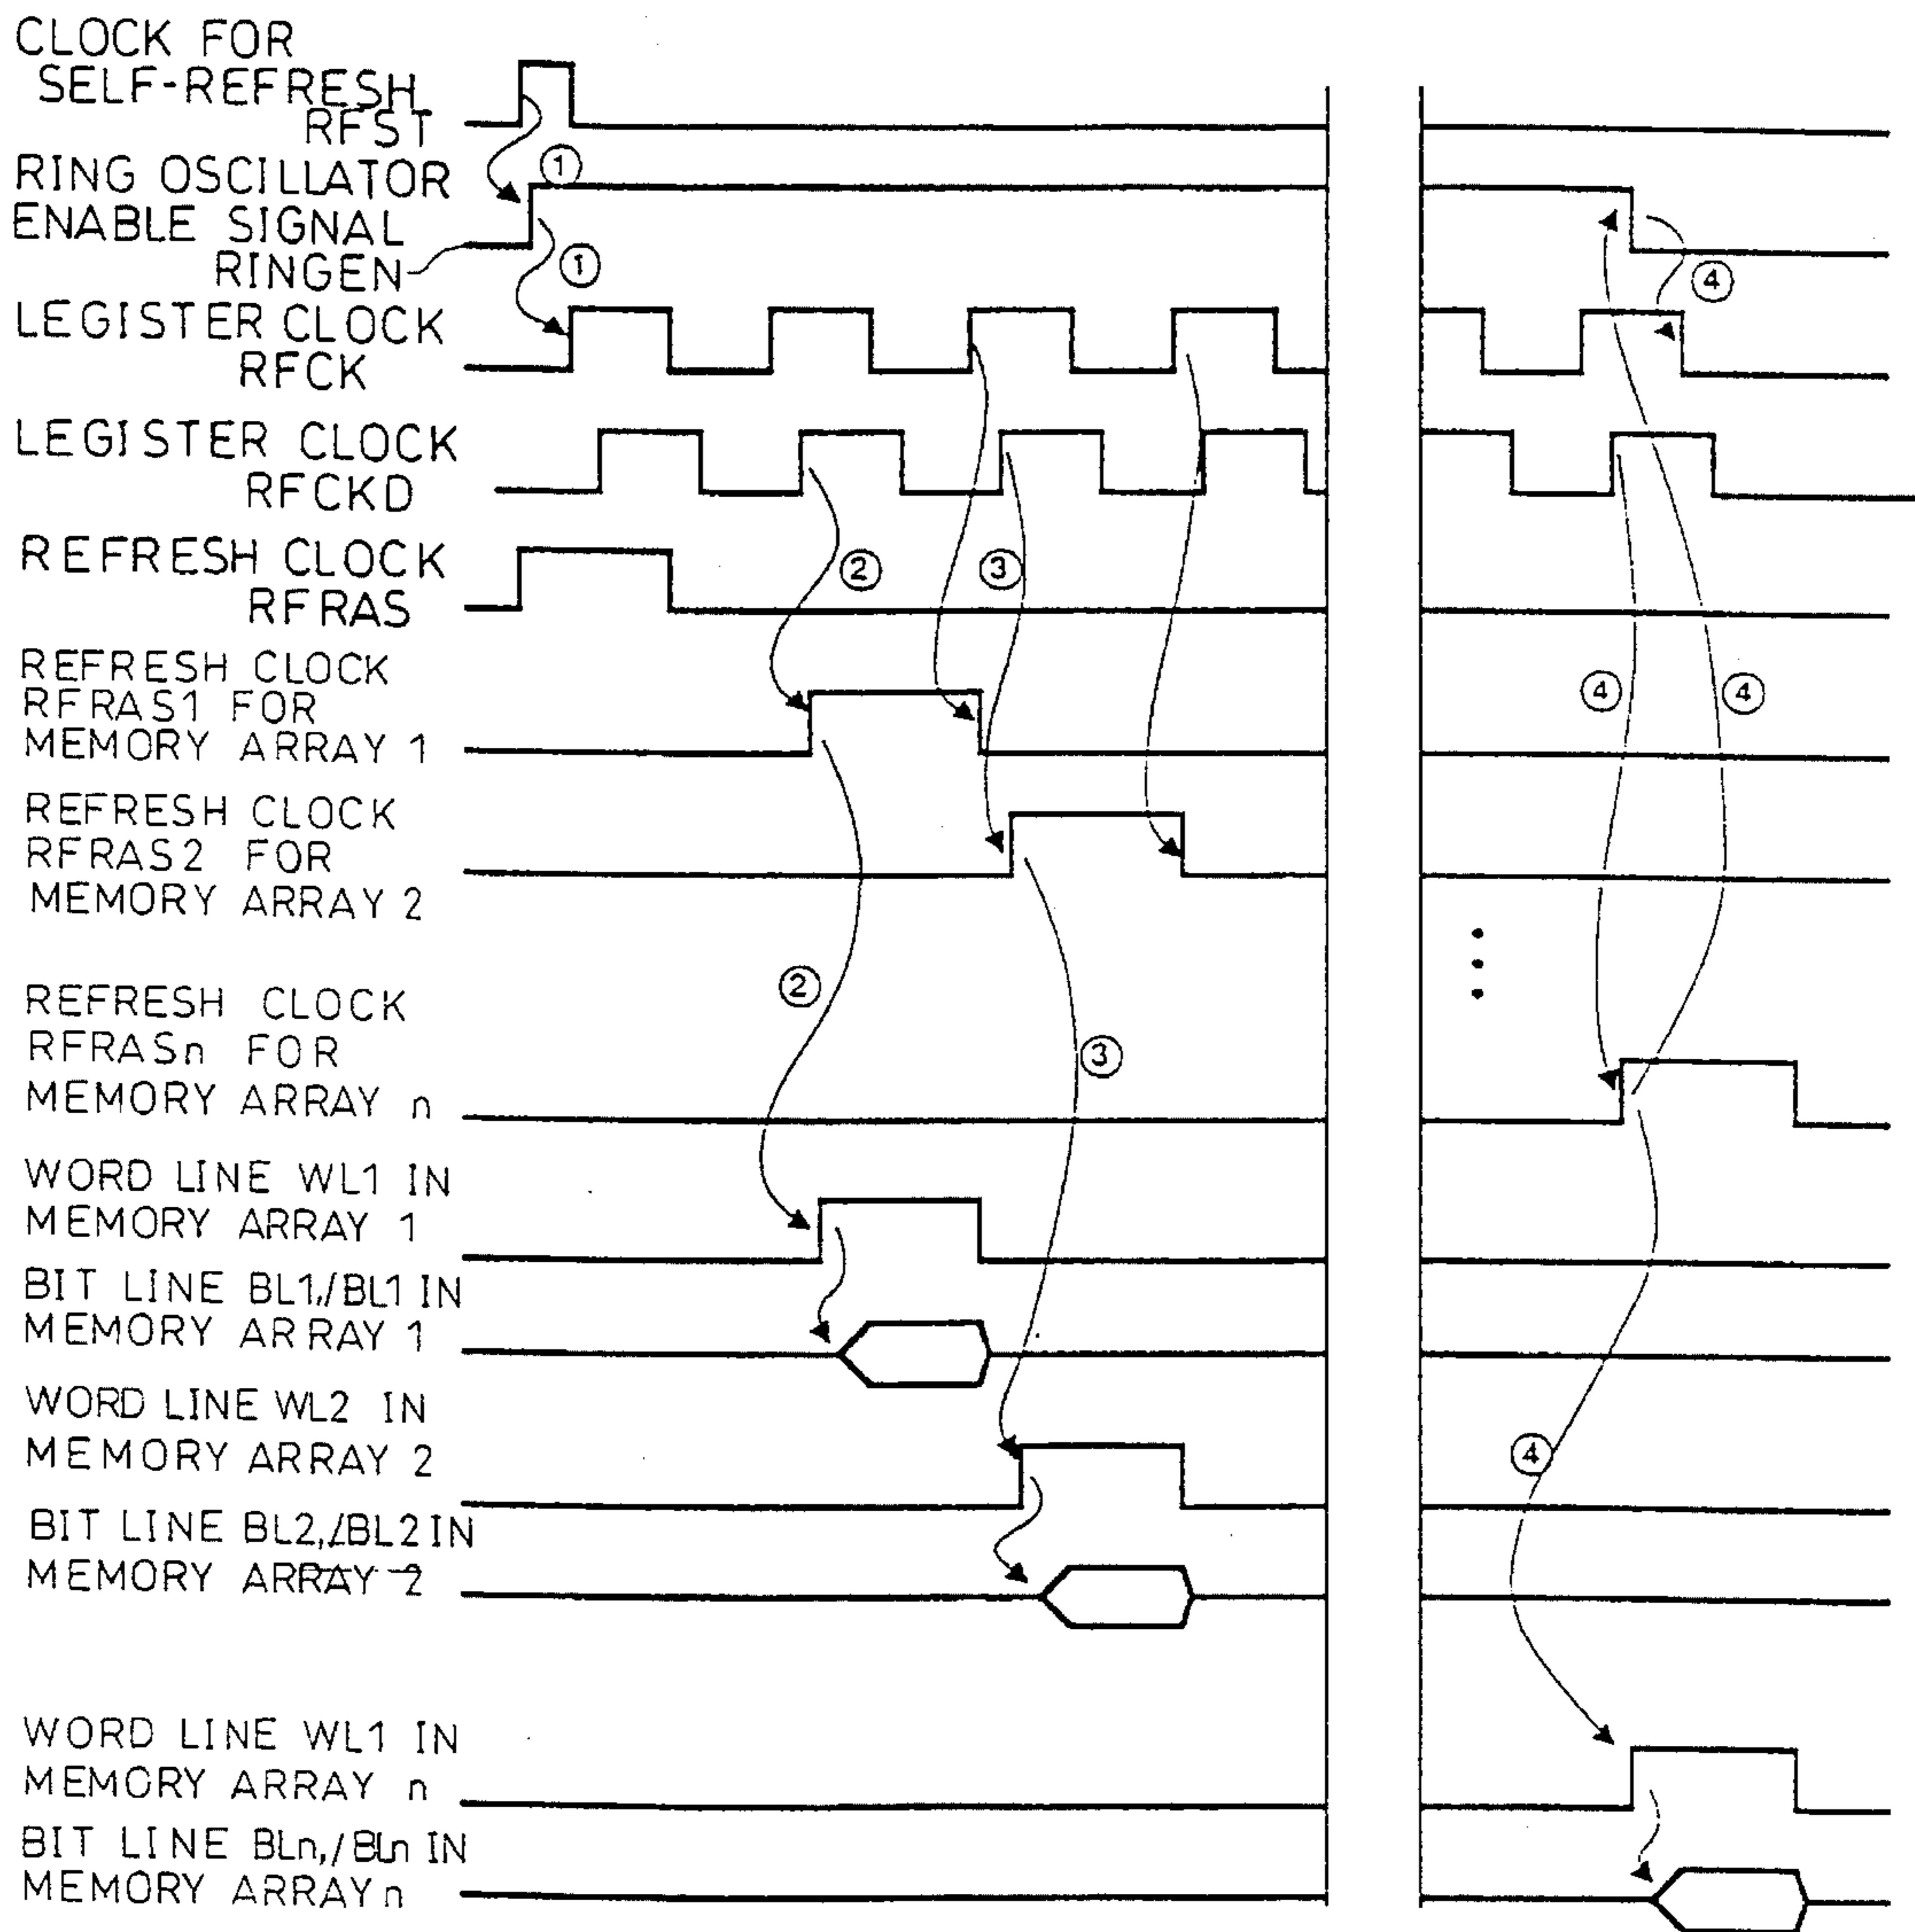 CLOCK FOR
SELF-REFRESH
RFST
RING OSCILLATOR
ENABLE SIGNAL
RINGEN
LEGISTER CLOCK
RFCK
LEGISTER CLOCK
RFCKD
REFRESH CLOCK
RFRAS
REFRESH CLOCK
RFRAS1 FOR
MEMORY ARRAY 1
REFRESH CLOCK
RFRAS2 FOR
MEMORY ARRAY 2
REFRESH CLOCK
RFRASn FOR
MEMORY ARRAY n
WORD LINE WL1 IN
MEMORY ARRAY 1
BIT LINE BL1,/BL1 IN
MEMORY ARRAY 1
WORD LINE WL2 IN
MEMORY ARRAY 2
BIT LINE BL2,/BL2 IN
MEMORY ARRAY 2
WORD LINE WL1 IN
MEMORY ARRAY n
BIT LINE BLn,/BLn IN
MEMORY ARRAY n
①
①
④
②
③
④
④
②
③
④